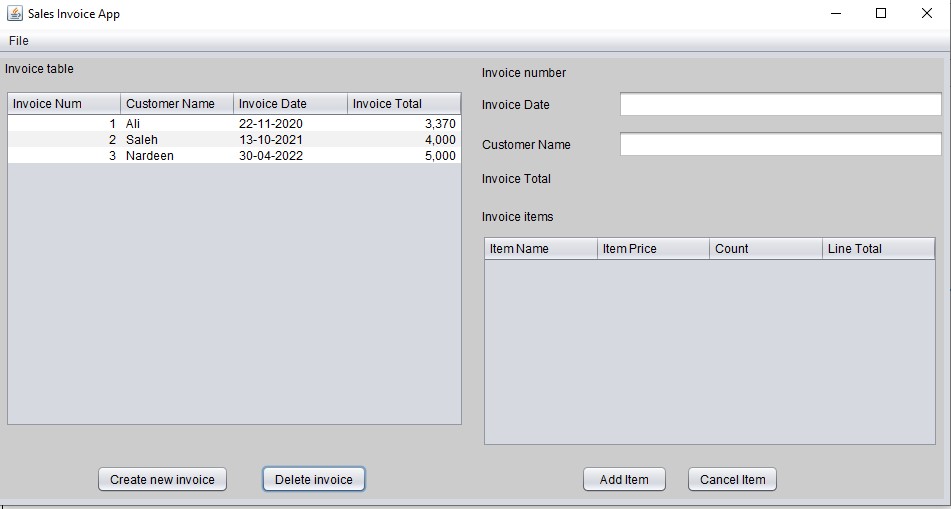 Sales Invoice App
File
Invoice table
Invoice Num Customer Name Invoice Date Invoice Total
1 Ali 22-11-2020 3,370
2 Saleh 13-10-2021 4,000
3 Nardeen 30-04-2022 5,000
Create new invoice Delete invoice
Invoice number
Invoice Date
Customer Name
Invoice Total
Invoice items
Item Name Item Price Count Line Total
Add Item Cancel Item